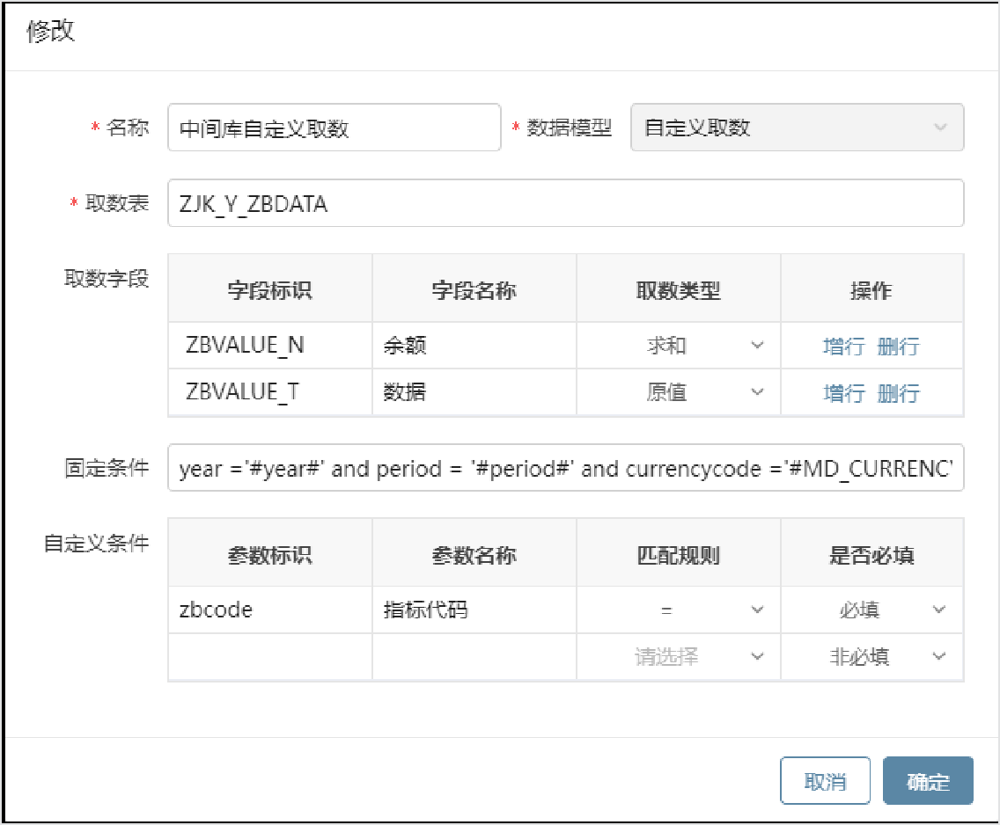 修改
* 名称 中间库自定义取数 * 数据模型 自定义取数
* 取数表 ZJK_Y_ZBDATA
取数字段 字段标识 字段名称 取数类型 操作
ZBVALUE_N 余额 求和 增行 删行
ZBVALUE_T 数据 原值 增行 删行
固定条件 year ='#year#' and period = '#period#' and currencycode ='#MD_CURRENCY
自定义条件 参数标识 参数名称 匹配规则 是否必填
zbcode 指标代码 = 必填
请选择 非必填
取消 确定